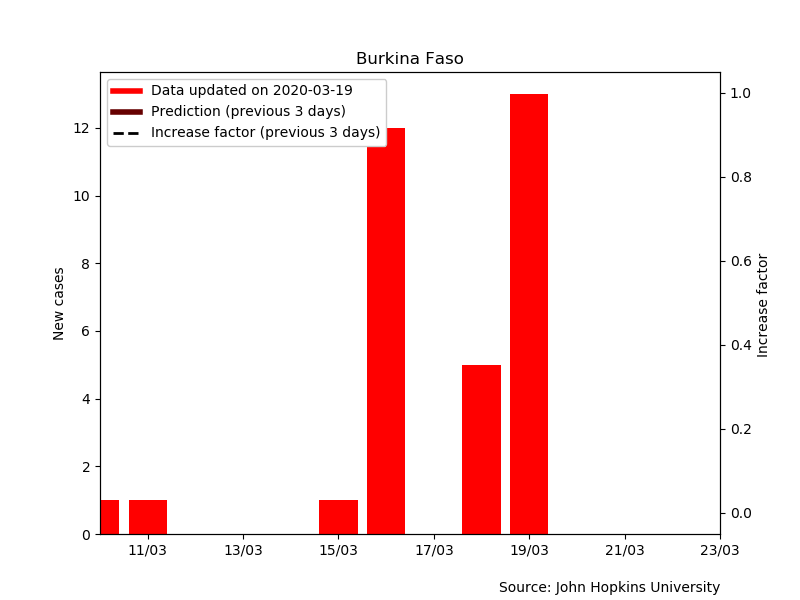 Burkina Faso
Data updated on 2020-03-19
Prediction (previous 3 days)
Increase factor (previous 3 days)
New cases
12
10
8
6
4
2
0
1.0
0.8
0.6
0.4
0.2
0.0
Increase factor
11/03 13/03 15/03 17/03 19/03 21/03 23/03
Source: John Hopkins University